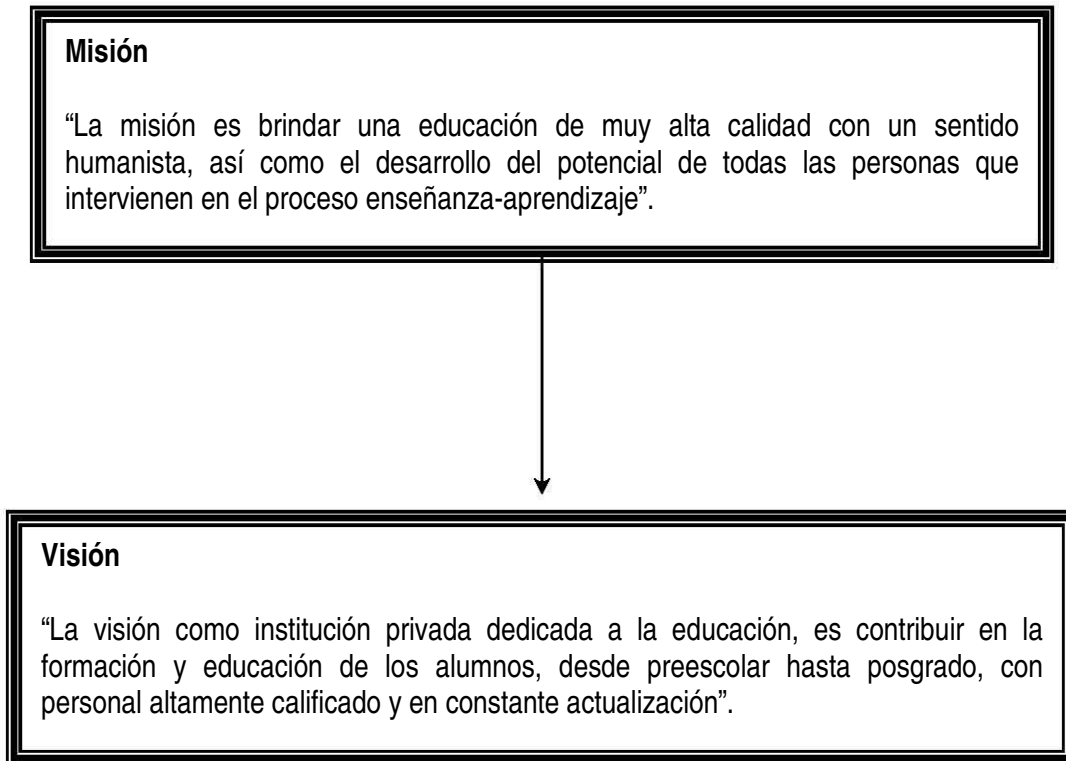 Misión
“La misión es brindar una educación de muy alta calidad con un sentido
humanista, así como el desarrollo del potencial de todas las personas que
intervienen en el proceso enseñanza-aprendizaje”.
Visión
“La visión como institución privada dedicada a la educación, es contribuir en la
formación y educación de los alumnos, desde preescolar hasta posgrado, con
personal altamente calificado y en constante actualización”.